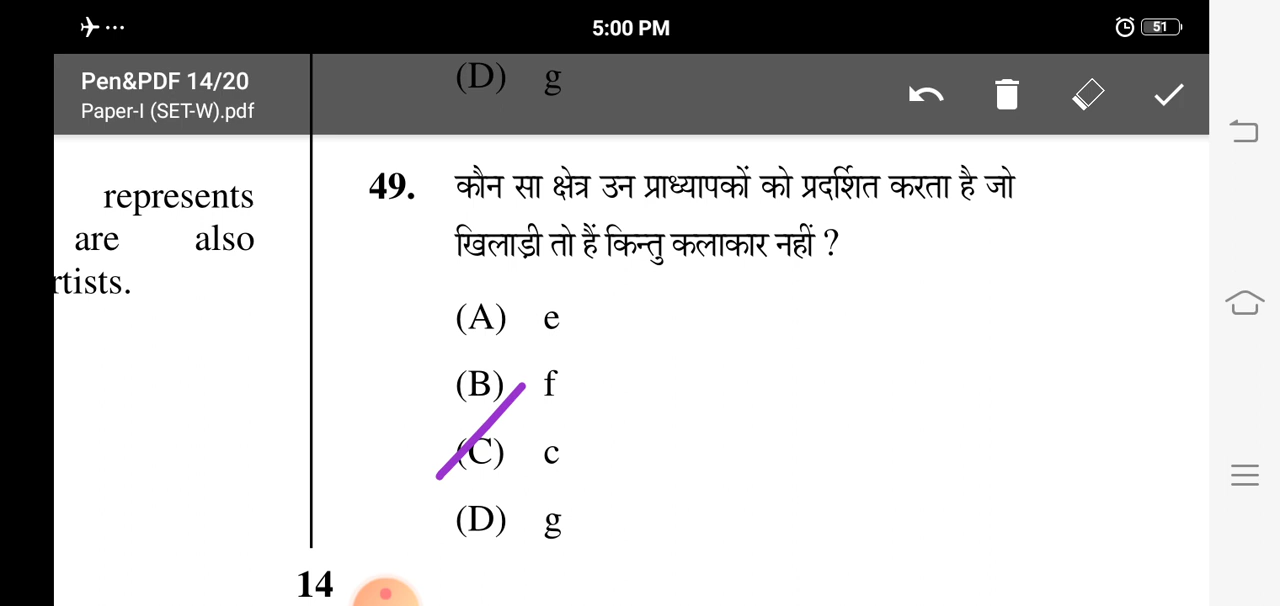 5:00 PM
51
Pen&PDF 14/20
Paper-I (SET-W).pdf
(D) g
represents
are also
rtists.
49. कौन सा क्षेत्र उन प्राध्यापकों को प्रदर्शित करता है जो
खिलाड़ी तो हैं किन्तु कलाकार नहीं ?
(A) e
(B) f
(C) c
(D) g
14